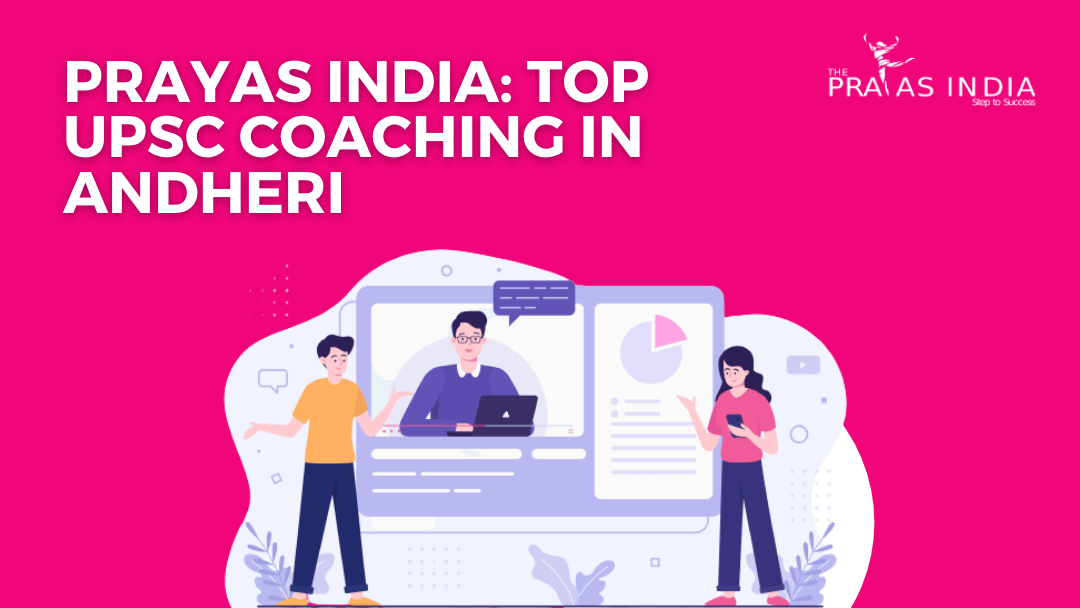 PRAYAS INDIA: TOP
UPSC COACHING IN
ANDHERI
THE
PRAYAS INDIA
Step to Success